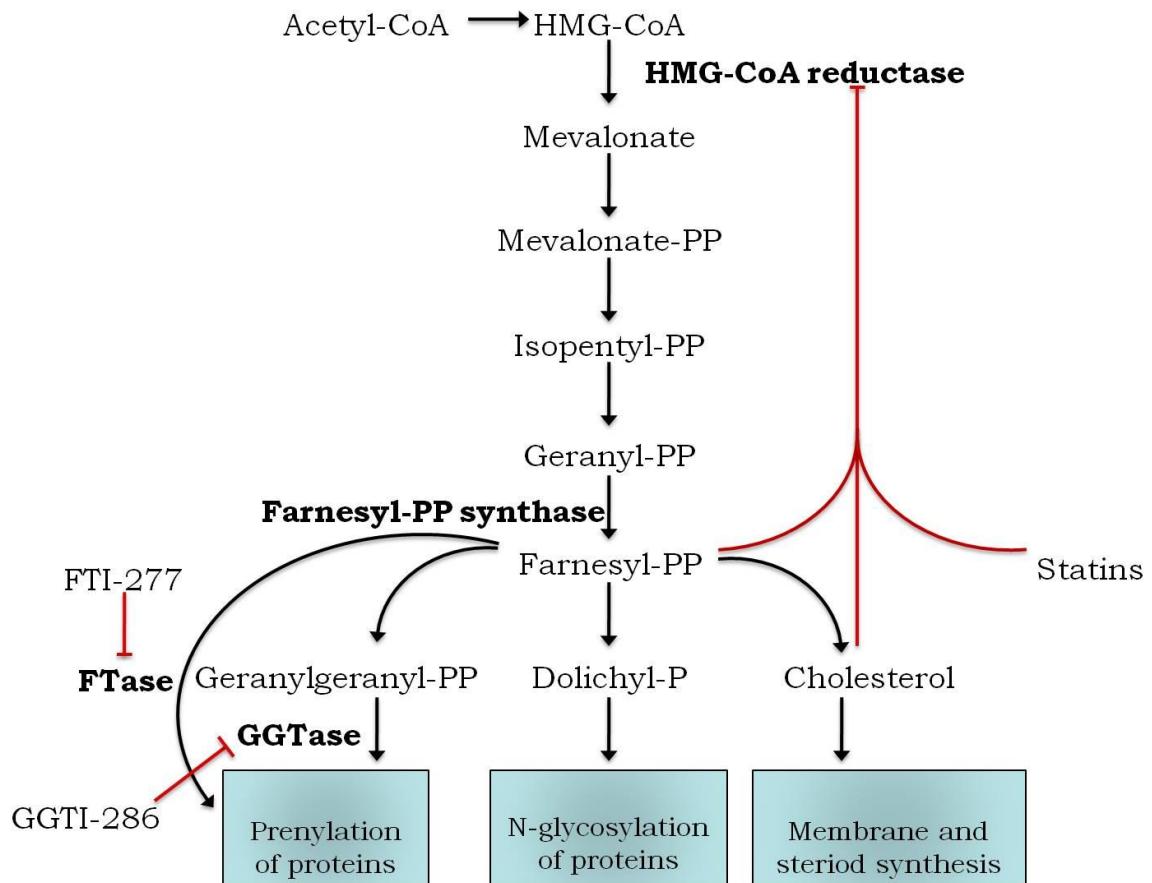 Acetyl-CoA
HMG-CoA
HMG-CoA reductase
Mevalonate
Mevalonate-PP
Isopentyl-PP
Geranyl-PP
Farnesyl-PP synthase
Farnesyl-PP
FTI-277
Statins
FTase
Geranylgeranyl-PP
Dolichyl-P
Cholesterol
GGTase
GGTI-286
Prenylation
of proteins
N-glycosylation
of proteins
Membrane and
steriod synthesis